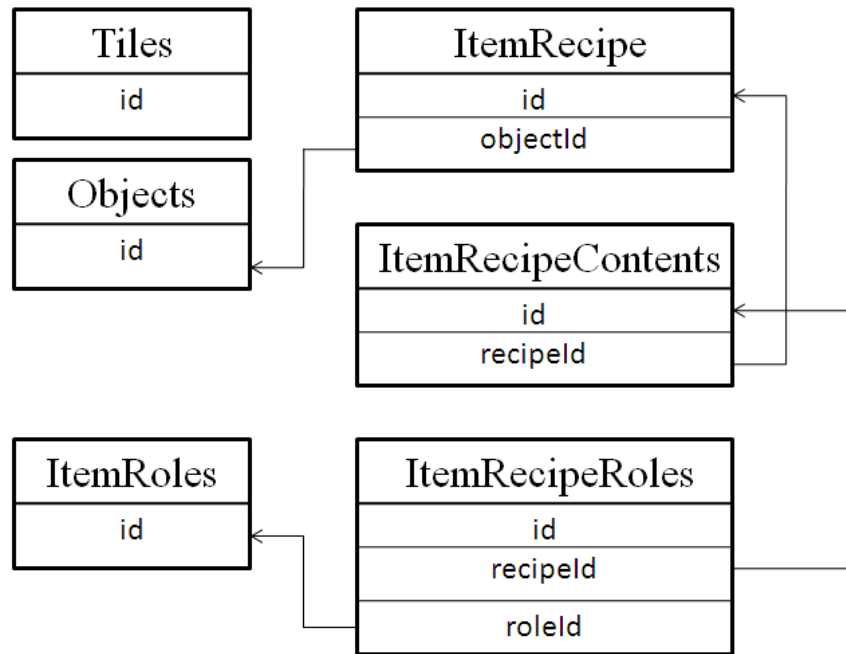 Tiles
id
Objects
id
ItemRecipe
id
objectId
ItemRecipeContents
id
recipeId
ItemRoles
id
ItemRecipeRoles
id
recipeId
roleId